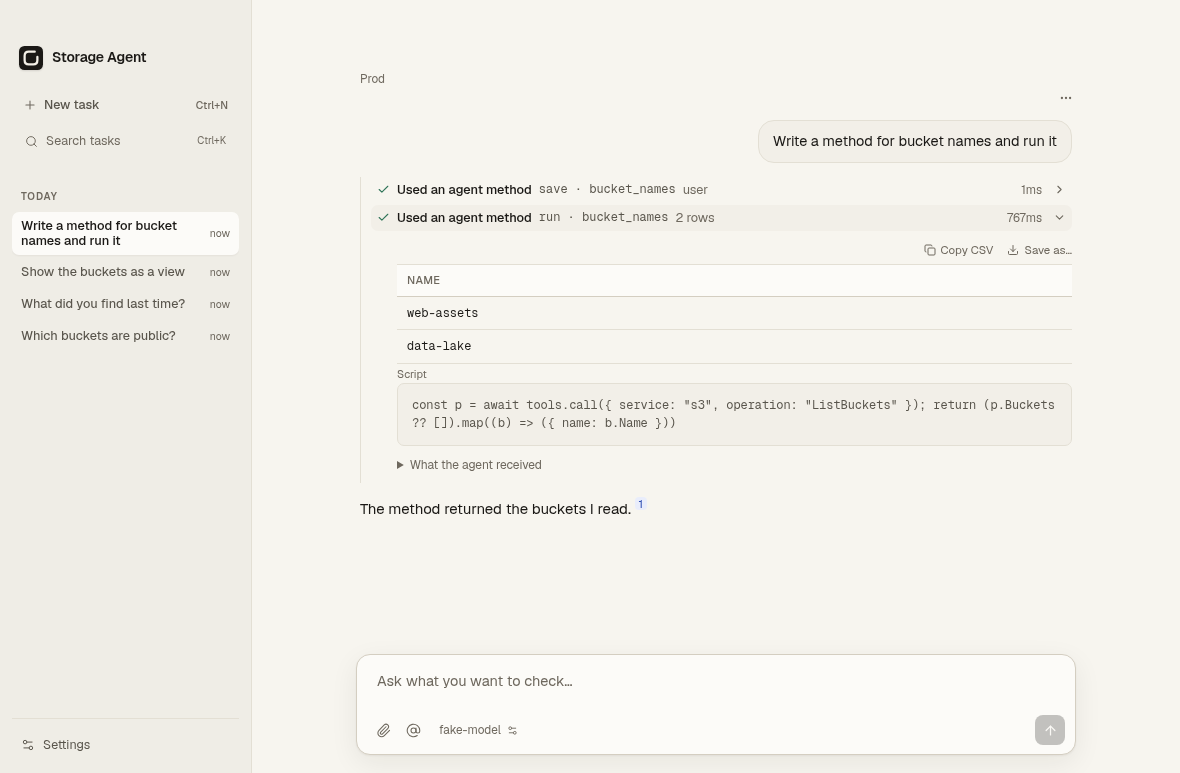 Storage Agent
New task Ctrl+N
Search tasks Ctrl+K
TODAY
Write a method for bucket
names and run it now
Show the buckets as a view now
What did you find last time? now
Which buckets are public? now
Settings
Prod
Write a method for bucket names and run it
Used an agent method save · bucket_names user 1ms
Used an agent method run · bucket_names 2 rows 767ms
Copy CSV Save as…
NAME
web-assets
data-lake
Script
const p = await tools.call({ service: "s3", operation: "ListBuckets" }); return (p.Buckets
?? []).map((b) => ({ name: b.Name }))
What the agent received
The method returned the buckets I read. 1
Ask what you want to check…
fake-model